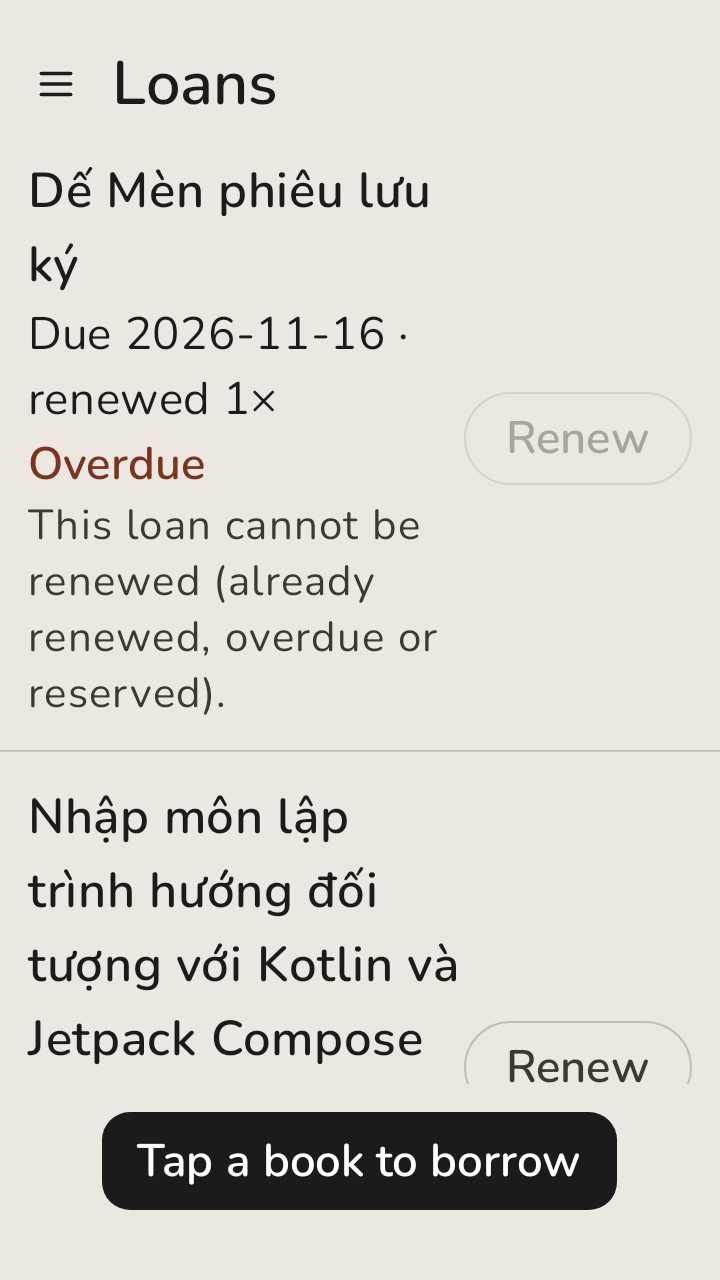 Loans
Dế Mèn phiêu lưu
ký
Due 2026-11-16 ·
renewed 1×
Overdue
This loan cannot be
renewed (already
renewed, overdue or
reserved).
Renew
Nhập môn lập
trình hướng đối
tượng với Kotlin và
Jetpack Compose
Renew
Tap a book to borrow